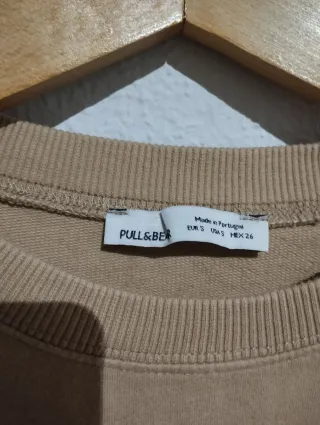 PULL&BEAR
Made in Portugal
EUR S USA S MEX 26